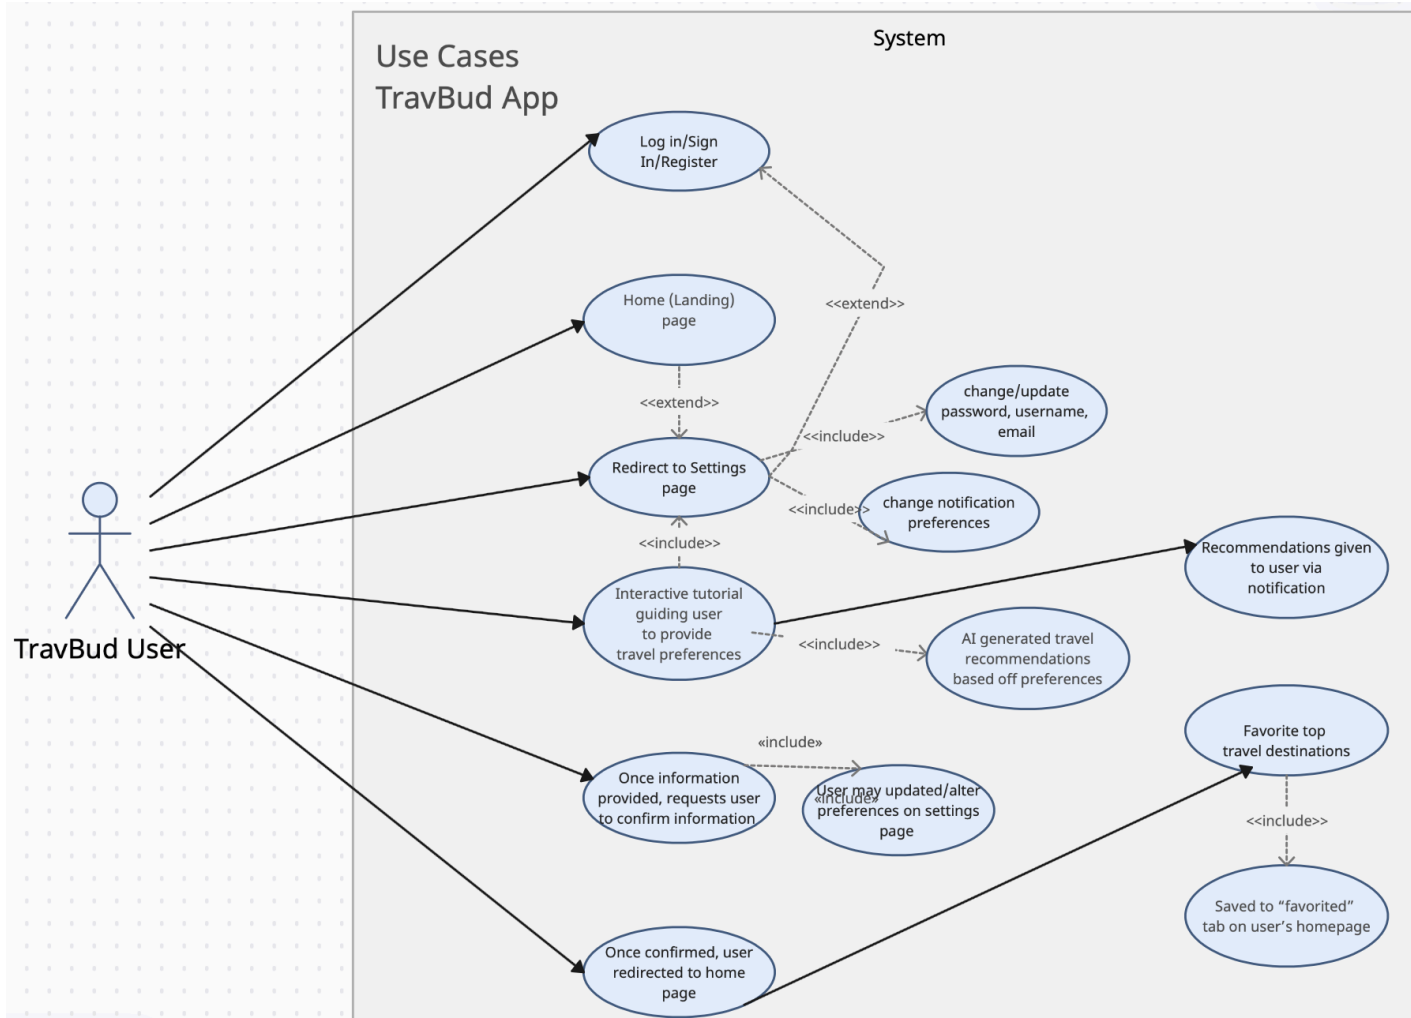 System
Use Cases
TravBud App
Log in/Sign
In/Register
Home (Landing)
page
<<extend>>
<<extend>>
change/update
password, username,
email
<<include>>
Redirect to Settings
page
change notification
preferences
<<include>>
<<include>>
Recommendations given
to user via
notification
Interactive tutorial
guiding user
to provide
travel preferences
<<include>>
AI generated travel
recommendations
based off preferences
TravBud User
Favorite top
travel destinations
«include»
Once information
provided, requests user
to confirm information
User may updated/alter
preferences on settings
page
«include»
<<include>>
Saved to “favorited”
tab on user’s homepage
Once confirmed, user
redirected to home
page